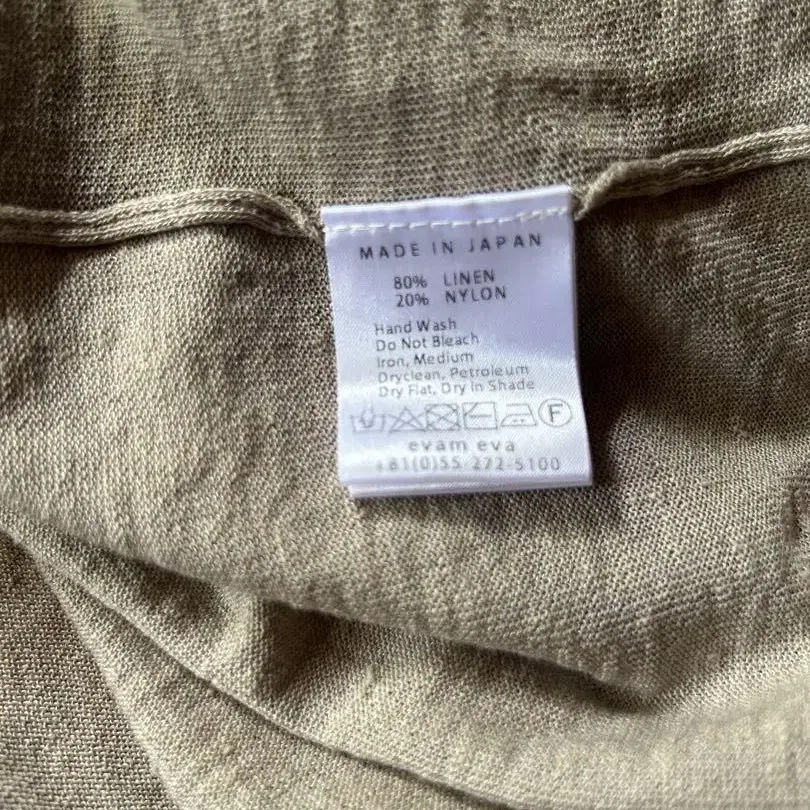 MADE IN JAPAN
80% LINEN
20% NYLON
Hand Wash
Do Not Bleach
Iron, Medium
Dryclean, Petroleum
Dry Flat, Dry In Shade
F
evam eva
+81(0)55-272-5100